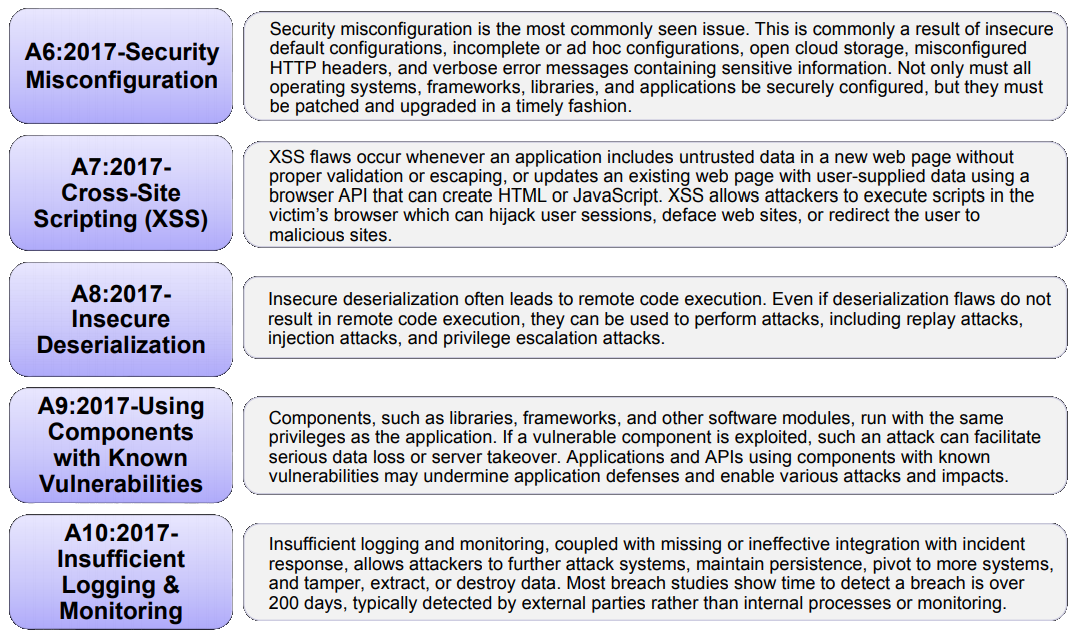 A6:2017-Security
Misconfiguration
Security misconfiguration is the most commonly seen issue. This is commonly a result of insecure
default configurations, incomplete or ad hoc configurations, open cloud storage, misconfigured
HTTP headers, and verbose error messages containing sensitive information. Not only must all
operating systems, frameworks, libraries, and applications be securely configured, but they must
be patched and upgraded in a timely fashion.
A7:2017-
Cross-Site
Scripting (XSS)
XSS flaws occur whenever an application includes untrusted data in a new web page without
proper validation or escaping, or updates an existing web page with user-supplied data using a
browser API that can create HTML or JavaScript. XSS allows attackers to execute scripts in the
victim’s browser which can hijack user sessions, deface web sites, or redirect the user to
malicious sites.
A8:2017-
Insecure
Deserialization
Insecure deserialization often leads to remote code execution. Even if deserialization flaws do not
result in remote code execution, they can be used to perform attacks, including replay attacks,
injection attacks, and privilege escalation attacks.
A9:2017-Using
Components
with Known
Vulnerabilities
Components, such as libraries, frameworks, and other software modules, run with the same
privileges as the application. If a vulnerable component is exploited, such an attack can facilitate
serious data loss or server takeover. Applications and APIs using components with known
vulnerabilities may undermine application defenses and enable various attacks and impacts.
A10:2017-
Insufficient
Logging &
Monitoring
Insufficient logging and monitoring, coupled with missing or ineffective integration with incident
response, allows attackers to further attack systems, maintain persistence, pivot to more systems,
and tamper, extract, or destroy data. Most breach studies show time to detect a breach is over
200 days, typically detected by external parties rather than internal processes or monitoring.